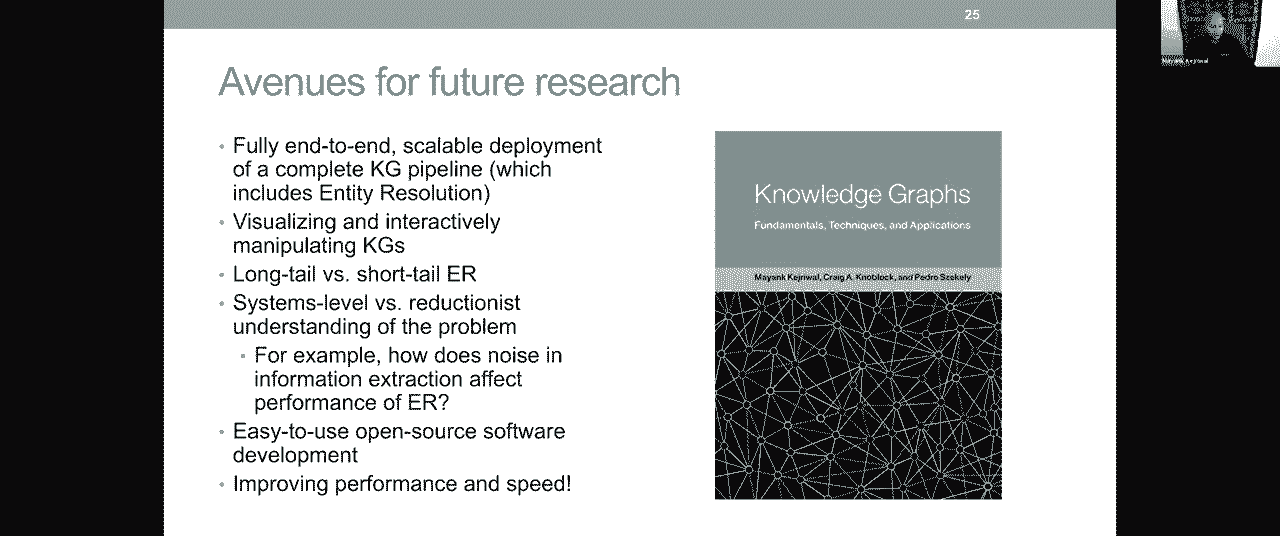 25
Avenues for future research
• Fully end-to-end, scalable deployment
of a complete KG pipeline (which
includes Entity Resolution)
• Visualizing and interactively
manipulating KGs
• Long-tail vs. short-tail ER
• Systems-level vs. reductionist
understanding of the problem
• For example, how does noise in
information extraction affect
performance of ER?
• Easy-to-use open-source software
development
• Improving performance and speed!
Knowledge Graphs
Fundamentals, Techniques, and Applications
Mayank Kejriwal, Craig A. Knoblock, and Pedro Szekely
Mayank Kejriwal